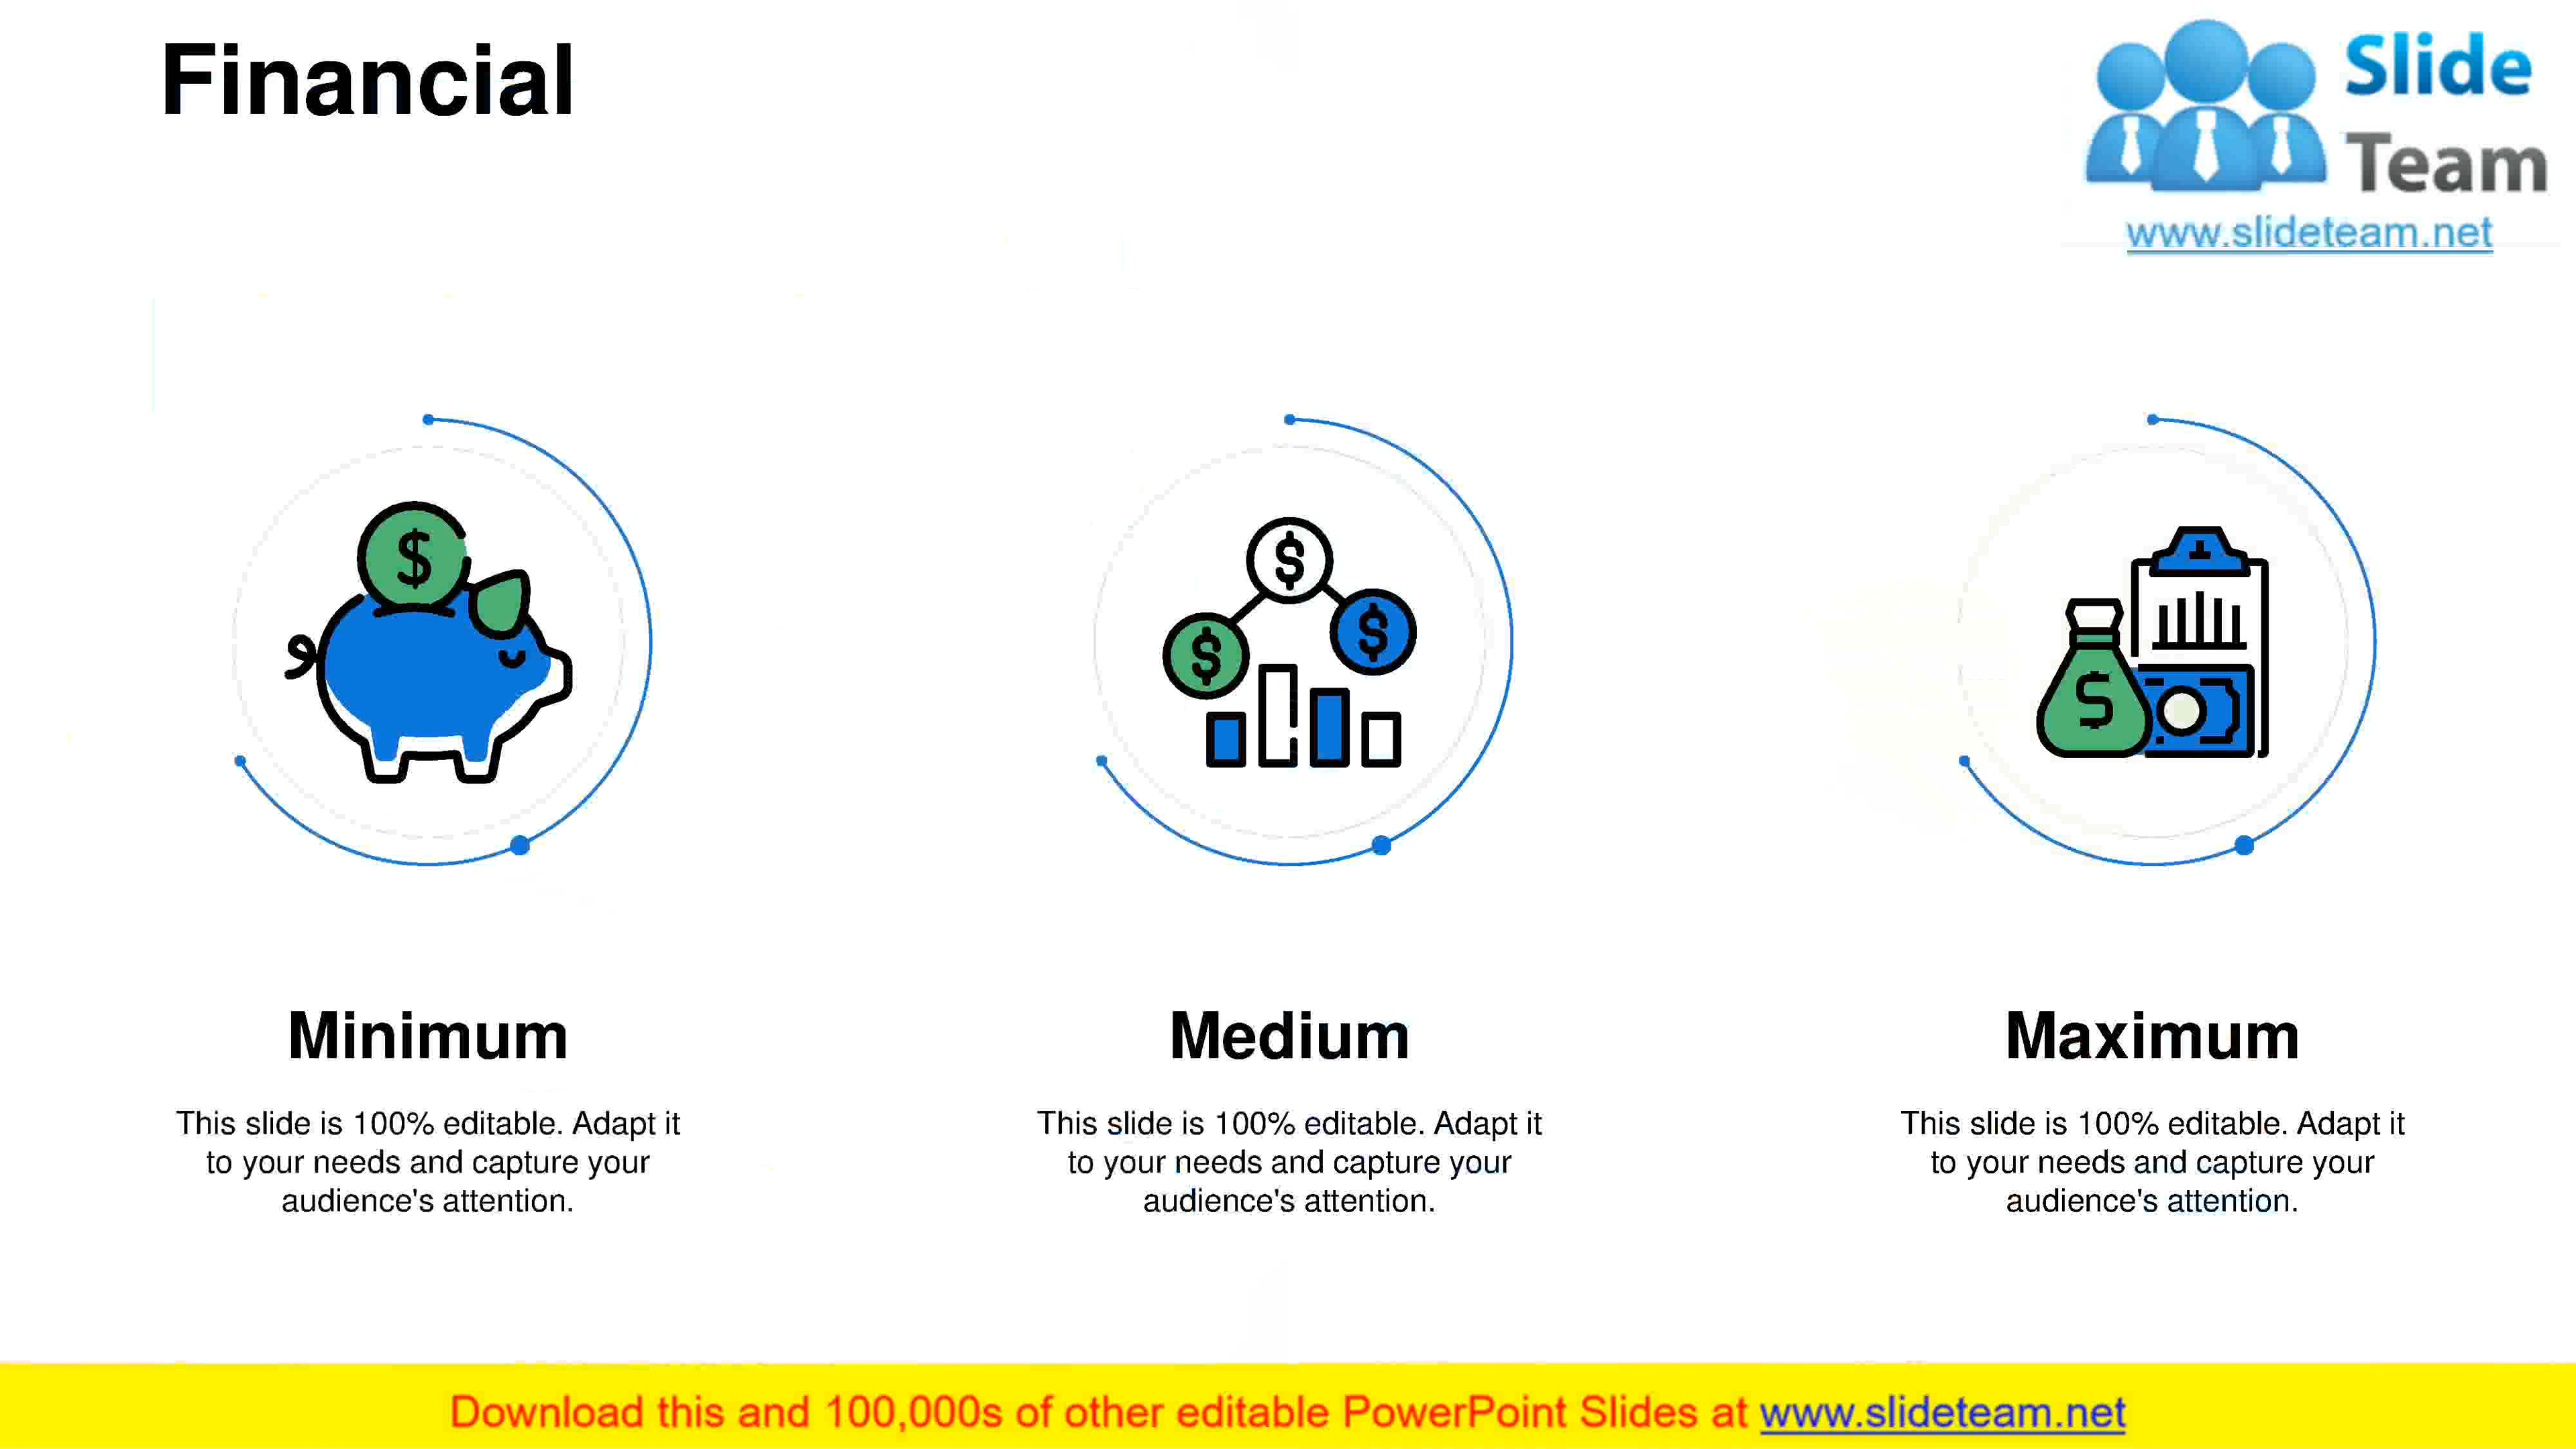 Financial
Slide
Team
www.slideteam.net
$
$
$
$
$
Minimum
Medium
Maximum
This slide is 100% editable. Adapt it
to your needs and capture your
audience's attention.
This slide is 100% editable. Adapt it
to your needs and capture your
audience's attention.
This slide is 100% editable. Adapt it
to your needs and capture your
audience's attention.
Download this and 100,000s of other editable PowerPoint Slides at www.slideteam.net